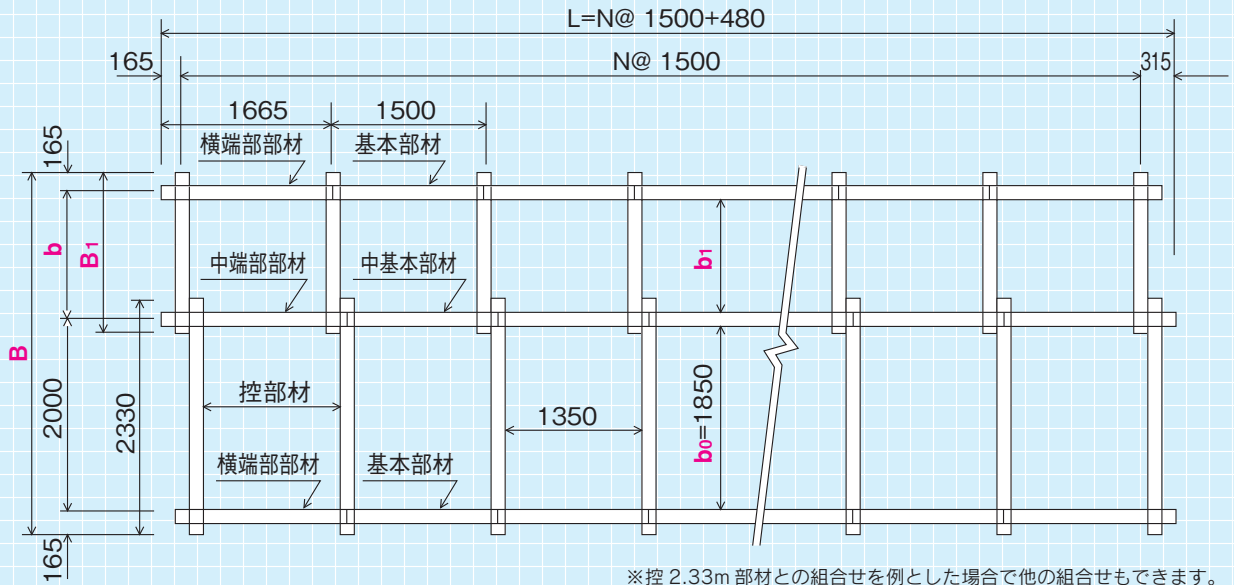 L=N@ 1500+480
165
N@ 1500
315
1665
1500
165
横端部部材
基本部材
b
B1
中端部部材
中基本部材
b1
B
2000
2330
控部材
1350
b0=1850
横端部部材
基本部材
165
※控 2.33m 部材との組合せを例とした場合で他の組合せもできます。